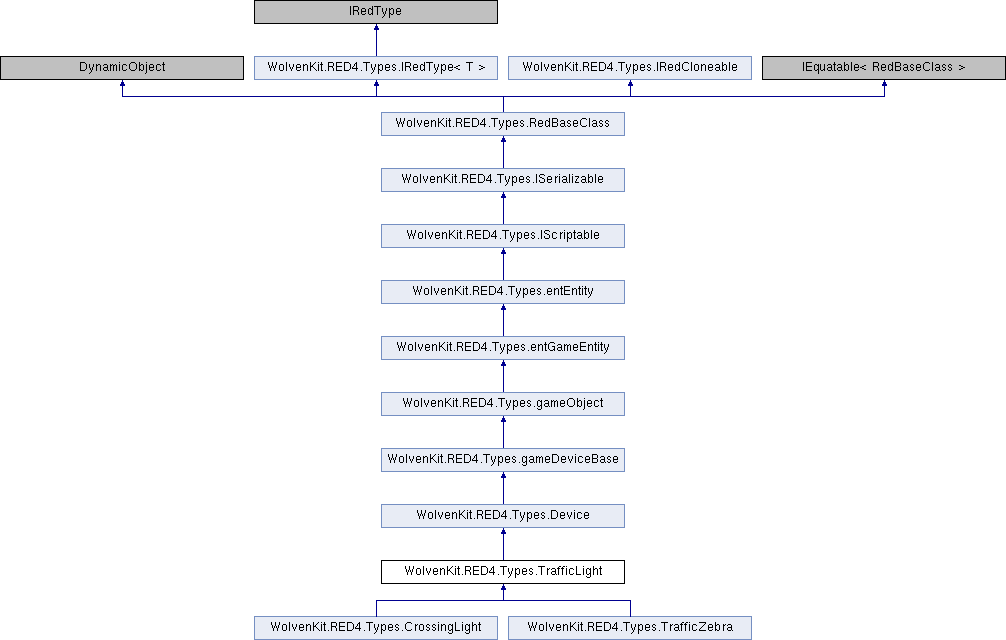 IRedType
DynamicObject
WolvenKit.RED4.Types.IRedType< T >
WolvenKit.RED4.Types.IRedCloneable
IEquatable< RedBaseClass >
WolvenKit.RED4.Types.RedBaseClass
WolvenKit.RED4.Types.ISerializable
WolvenKit.RED4.Types.IScriptable
WolvenKit.RED4.Types.entEntity
WolvenKit.RED4.Types.entGameEntity
WolvenKit.RED4.Types.gameObject
WolvenKit.RED4.Types.gameDeviceBase
WolvenKit.RED4.Types.Device
WolvenKit.RED4.Types.TrafficLight
WolvenKit.RED4.Types.CrossingLight
WolvenKit.RED4.Types.TrafficZebra